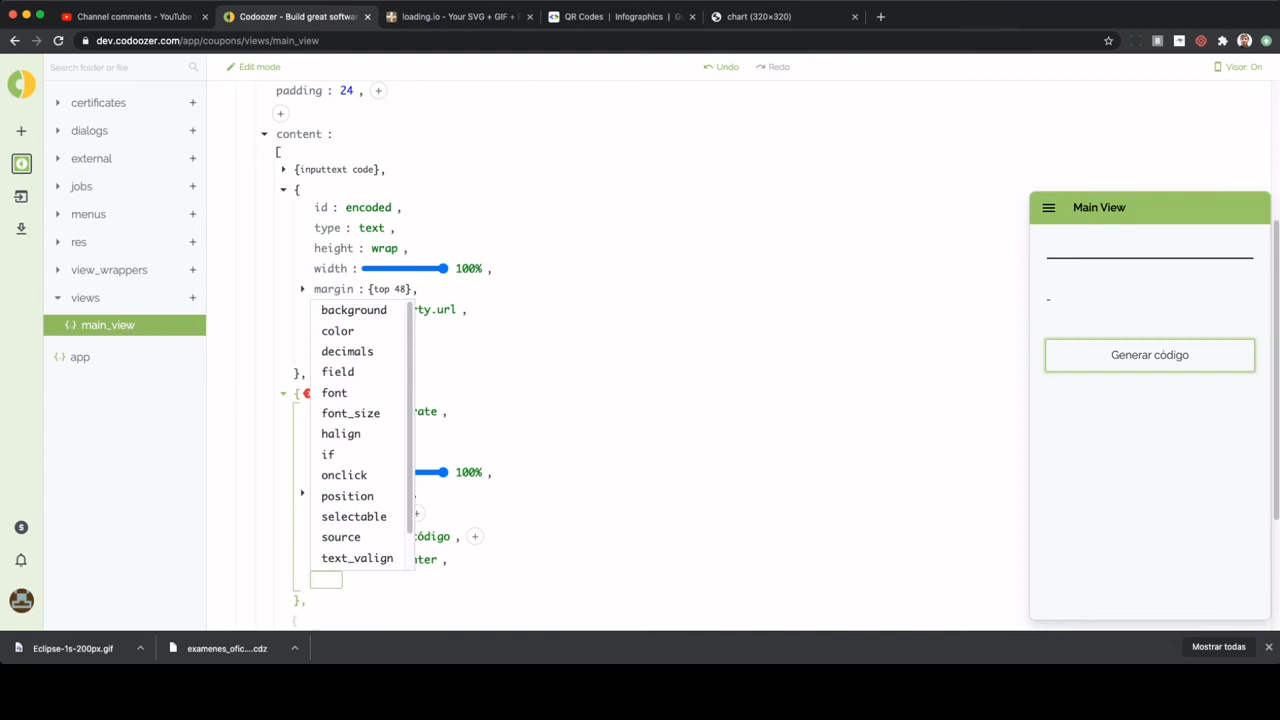 Channel comments - YouTube
Codoozer - Build great softwar
loading.io - Your SVG + GIF + P
QR Codes | Infographics | G
chart (320×320)
dev.codoozer.com/app/coupons/views/main_view
Search folder or file
Edit mode
Undo
Redo
Visor: On
certificates
dialogs
external
jobs
menus
res
view_wrappers
views
{} main_view
{} app
padding : 24 ,
content :
[
{inputtext code},
{
id : encoded ,
type : text ,
height : wrap ,
width : 100% ,
margin : {top 48},
rty.url ,
},
{
rate ,
100% ,
código ,
nter ,
},
{
background
color
decimals
field
font
font_size
halign
if
onclick
position
selectable
source
text_valign
Main View
-
Generar código
Eclipse-1s-200px.gif
examenes_ofic....cdz
Mostrar todas